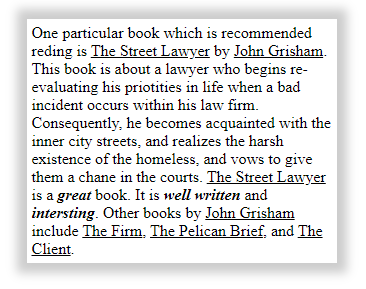 One particular book which is recommended
reding is The Street Lawyer by John Grisham.
This book is about a lawyer who begins re-
evaluating his priotities in life when a bad
incident occurs within his law firm.
Consequently, he becomes acquainted with the
inner city streets, and realizes the harsh
existence of the homeless, and vows to give
them a chane in the courts. The Street Lawyer
is a great book. It is well written and
intersting. Other books by John Grisham
include The Firm, The Pelican Brief, and The
Client.